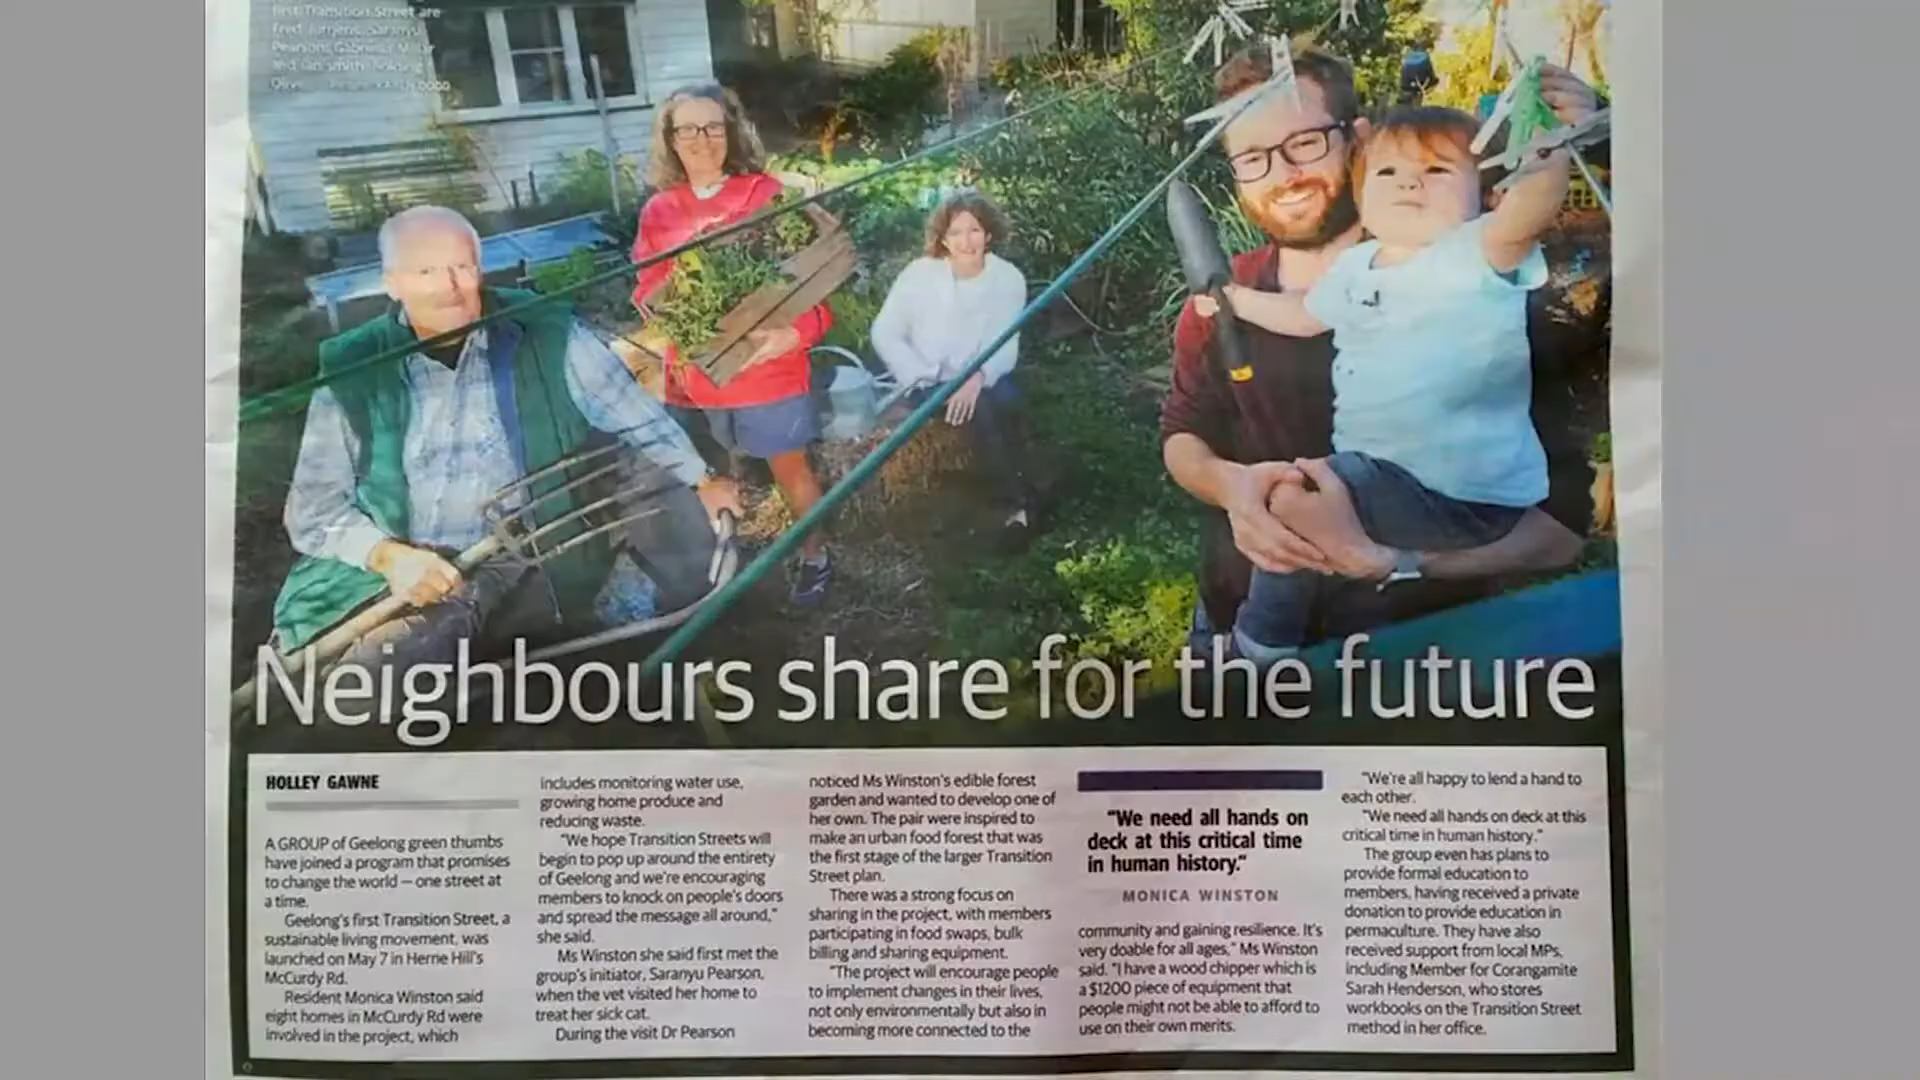 first Transition Street are
Fred Jurgens, Saranyu
Pearson, Gabrielle
and Ian Smith holding
Neighbours share for the future
HOLLEY GAWNE
A GROUP of Geelong green thumbs
have joined a program that promises
to change the world — one street at
a time.
Geelong's first Transition Street, a
sustainable living movement, was
launched on May 7 in Herne Hill's
McCurdy Rd.
Resident Monica Winston said
eight homes in McCurdy Rd were
involved in the project, which
includes monitoring water use,
growing home produce and
reducing waste.
"We hope Transition Streets will
begin to pop up around the entirety
of Geelong and we're encouraging
members to knock on people's doors
and spread the message all around,"
she said.
Ms Winston she said first met the
group's initiator, Saranyu Pearson,
when the vet visited her home to
treat her sick cat.
During the visit Dr Pearson
noticed Ms Winston's edible forest
garden and wanted to develop one of
her own. The pair were inspired to
make an urban food forest that was
the first stage of the larger Transition
Street plan.
There was a strong focus on
sharing in the project, with members
participating in food swaps, bulk
billing and sharing equipment.
"The project will encourage people
to implement changes in their lives,
not only environmentally but also in
becoming more connected to the
"We need all hands on
deck at this critical time
in human history."
MONICA WINSTON
community and gaining resilience. It's
very doable for all ages," Ms Winston
said. "I have a wood chipper which is
a $1200 piece of equipment that
people might not be able to afford to
use on their own merits.
"We're all happy to lend a hand to
each other.
"We need all hands on deck at this
critical time in human history."
The group even has plans to
provide formal education to
members, having received a private
donation to provide education in
permaculture. They have also
received support from local MPs,
including Member for Corangamite
Sarah Henderson, who stores
workbooks on the Transition Street
method in her office.